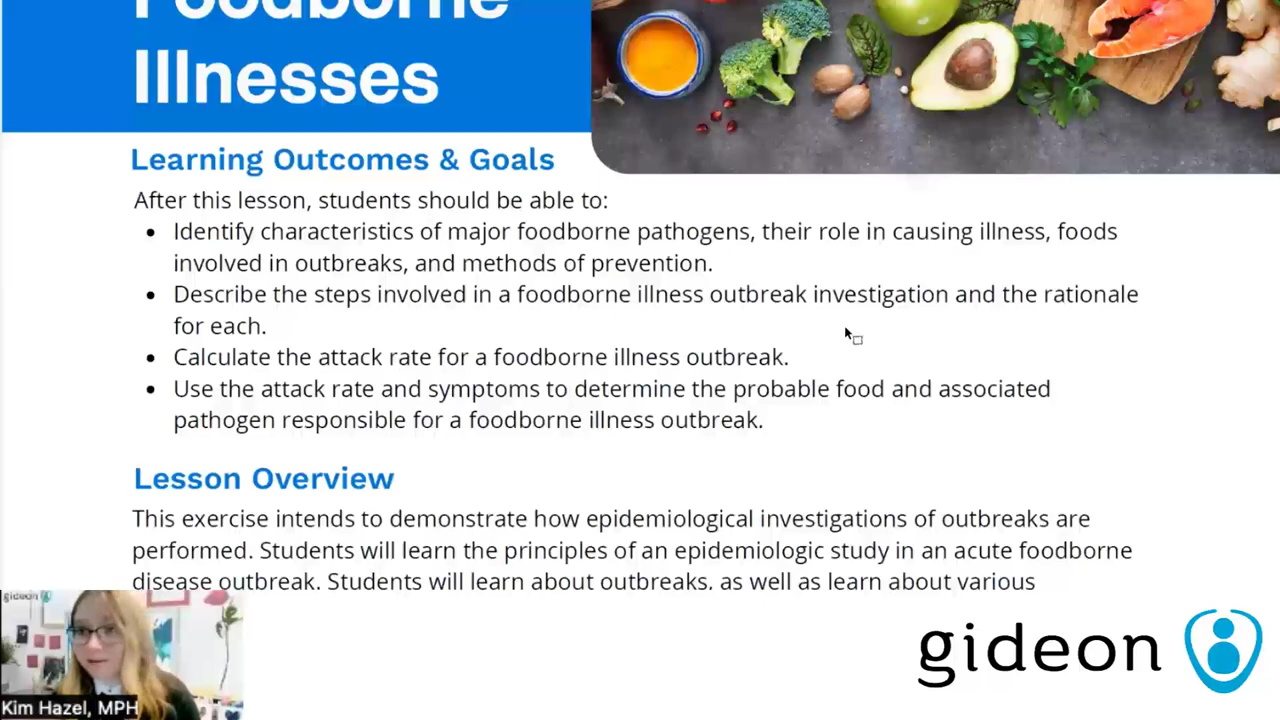 Foodborne
Illnesses
Learning Outcomes & Goals
After this lesson, students should be able to:
• Identify characteristics of major foodborne pathogens, their role in causing illness, foods
involved in outbreaks, and methods of prevention.
• Describe the steps involved in a foodborne illness outbreak investigation and the rationale
for each.
• Calculate the attack rate for a foodborne illness outbreak.
• Use the attack rate and symptoms to determine the probable food and associated
pathogen responsible for a foodborne illness outbreak.
Lesson Overview
This exercise intends to demonstrate how epidemiological investigations of outbreaks are
performed. Students will learn the principles of an epidemiologic study in an acute foodborne
disease outbreak. Students will learn about outbreaks, as well as learn about various
gideon
Kim Hazel, MPH
gideon